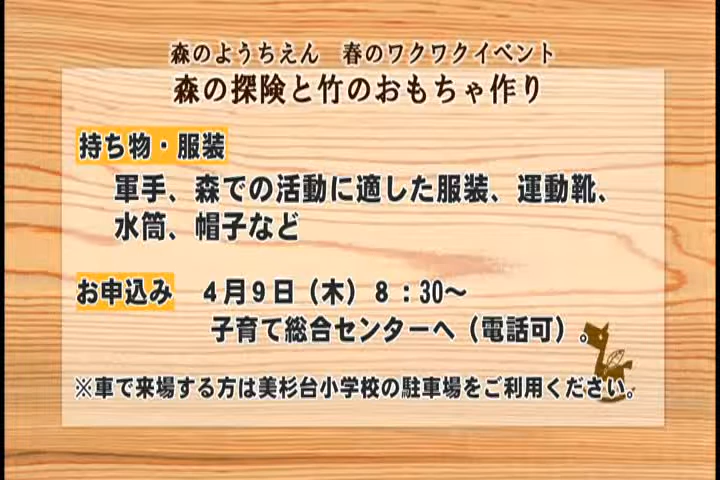 森のようちえん　春のワクワクイベント
森の探険と竹のおもちゃ作り
持ち物・服装
軍手、森での活動に適した服装、運動靴、
水筒、帽子など
お申込み　４月９日（木）８：30～
子育て総合センターへ（電話可）。
※車で来場する方は美杉台小学校の駐車場をご利用ください。